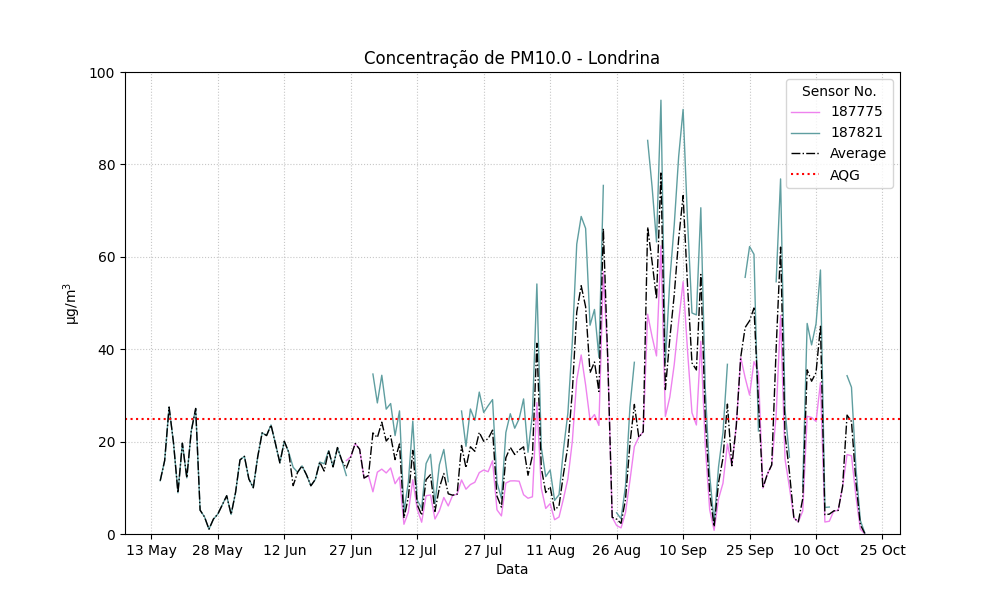 Concentração de PM10.0 - Londrina
Sensor No.
187775
187821
Average
AQG
100
80
60
40
20
0
µg/m³
13 May 28 May 12 Jun 27 Jun 12 Jul 27 Jul 11 Aug 26 Aug 10 Sep 25 Sep 10 Oct 25 Oct
Data